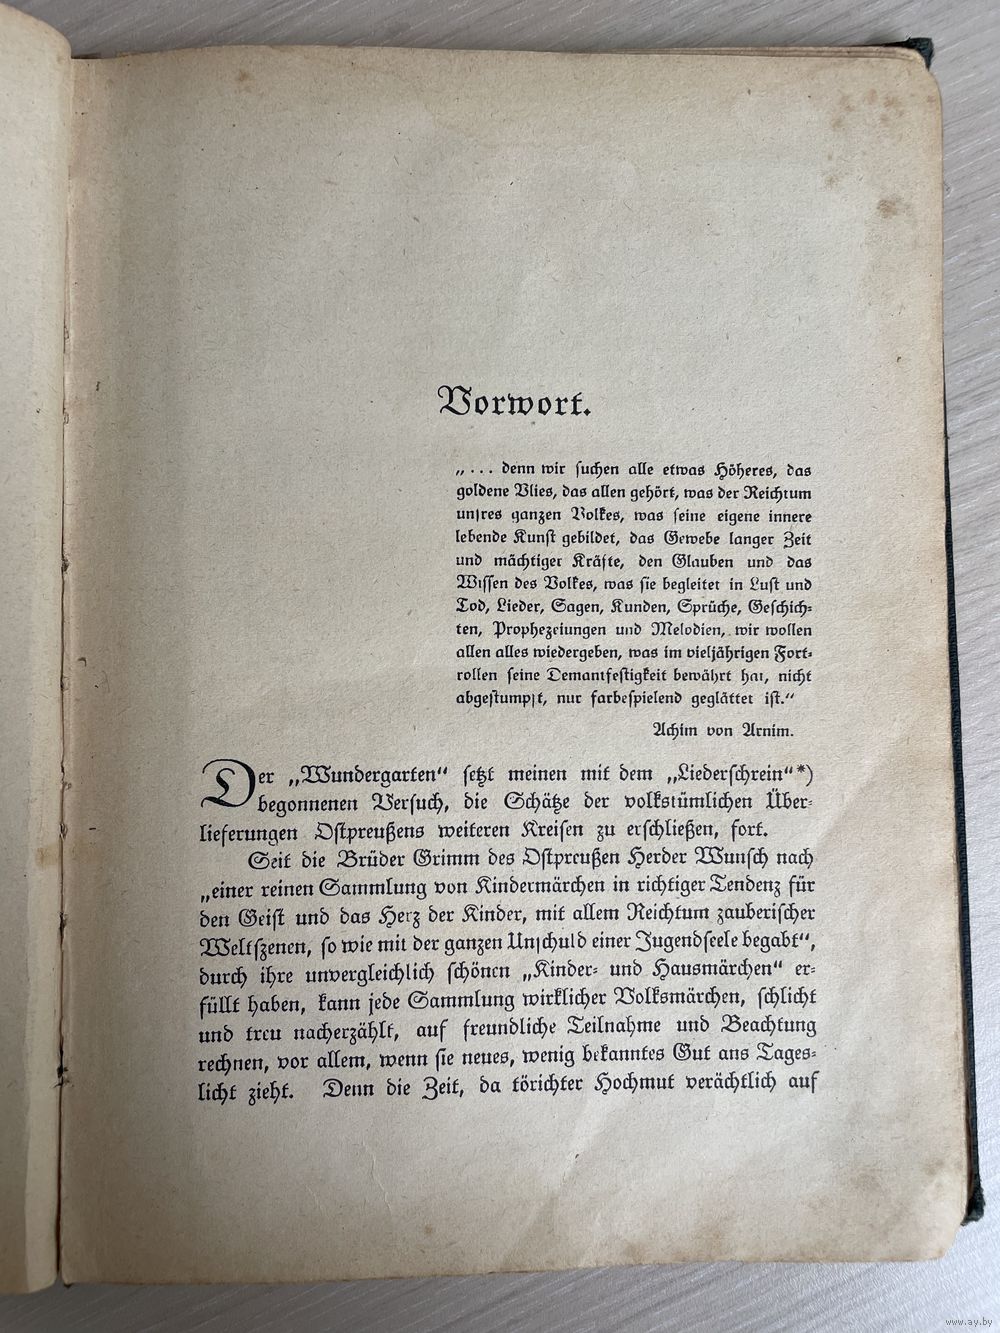 Vorwort.
„... denn wir suchen alle etwas Höheres, das
goldene Vlies, das allen gehört, was der Reichtum
unsres ganzen Volkes, was seine eigene innere
lebende Kunst gebildet, das Gewebe langer Zeit
und mächtiger Kräfte, den Glauben und das
Wissen des Volkes, was sie begleitet in Lust und
Tod, Lieder, Sagen, Kunden, Sprüche, Geschich-
ten, Prophezeiungen und Melodien, wir wollen
allen alles wiedergeben, was im vieljährigen Fort-
rollen seine Demantfestigkeit bewährt hat, nicht
abgestumpft, nur farbespielend geglättet ist.“
Achim von Arnim.
Der „Wundergarten“ setzt meinen mit dem „Liederschrein“*)
begonnenen Versuch, die Schätze der volkstümlichen Über-
lieferungen Ostpreußens weiteren Kreisen zu erschließen, fort.
Seit die Brüder Grimm des Ostpreußen Herder Wunsch nach
„einer reinen Sammlung von Kindermärchen in richtiger Tendenz für
den Geist und das Herz der Kinder, mit allem Reichtum zauberischer
Weltszenen, so wie mit der ganzen Unschuld einer Jugendseele begabt“,
durch ihre unvergleichlich schönen „Kinder- und Hausmärchen“ er-
füllt haben, kann jede Sammlung wirklicher Volksmärchen, schlicht
und treu nacherzählt, auf freundliche Teilnahme und Beachtung
rechnen, vor allem, wenn sie neues, wenig bekanntes Gut ans Tages-
licht zieht. Denn die Zeit, da törichter Hochmut verächtlich auf
www.ay.by